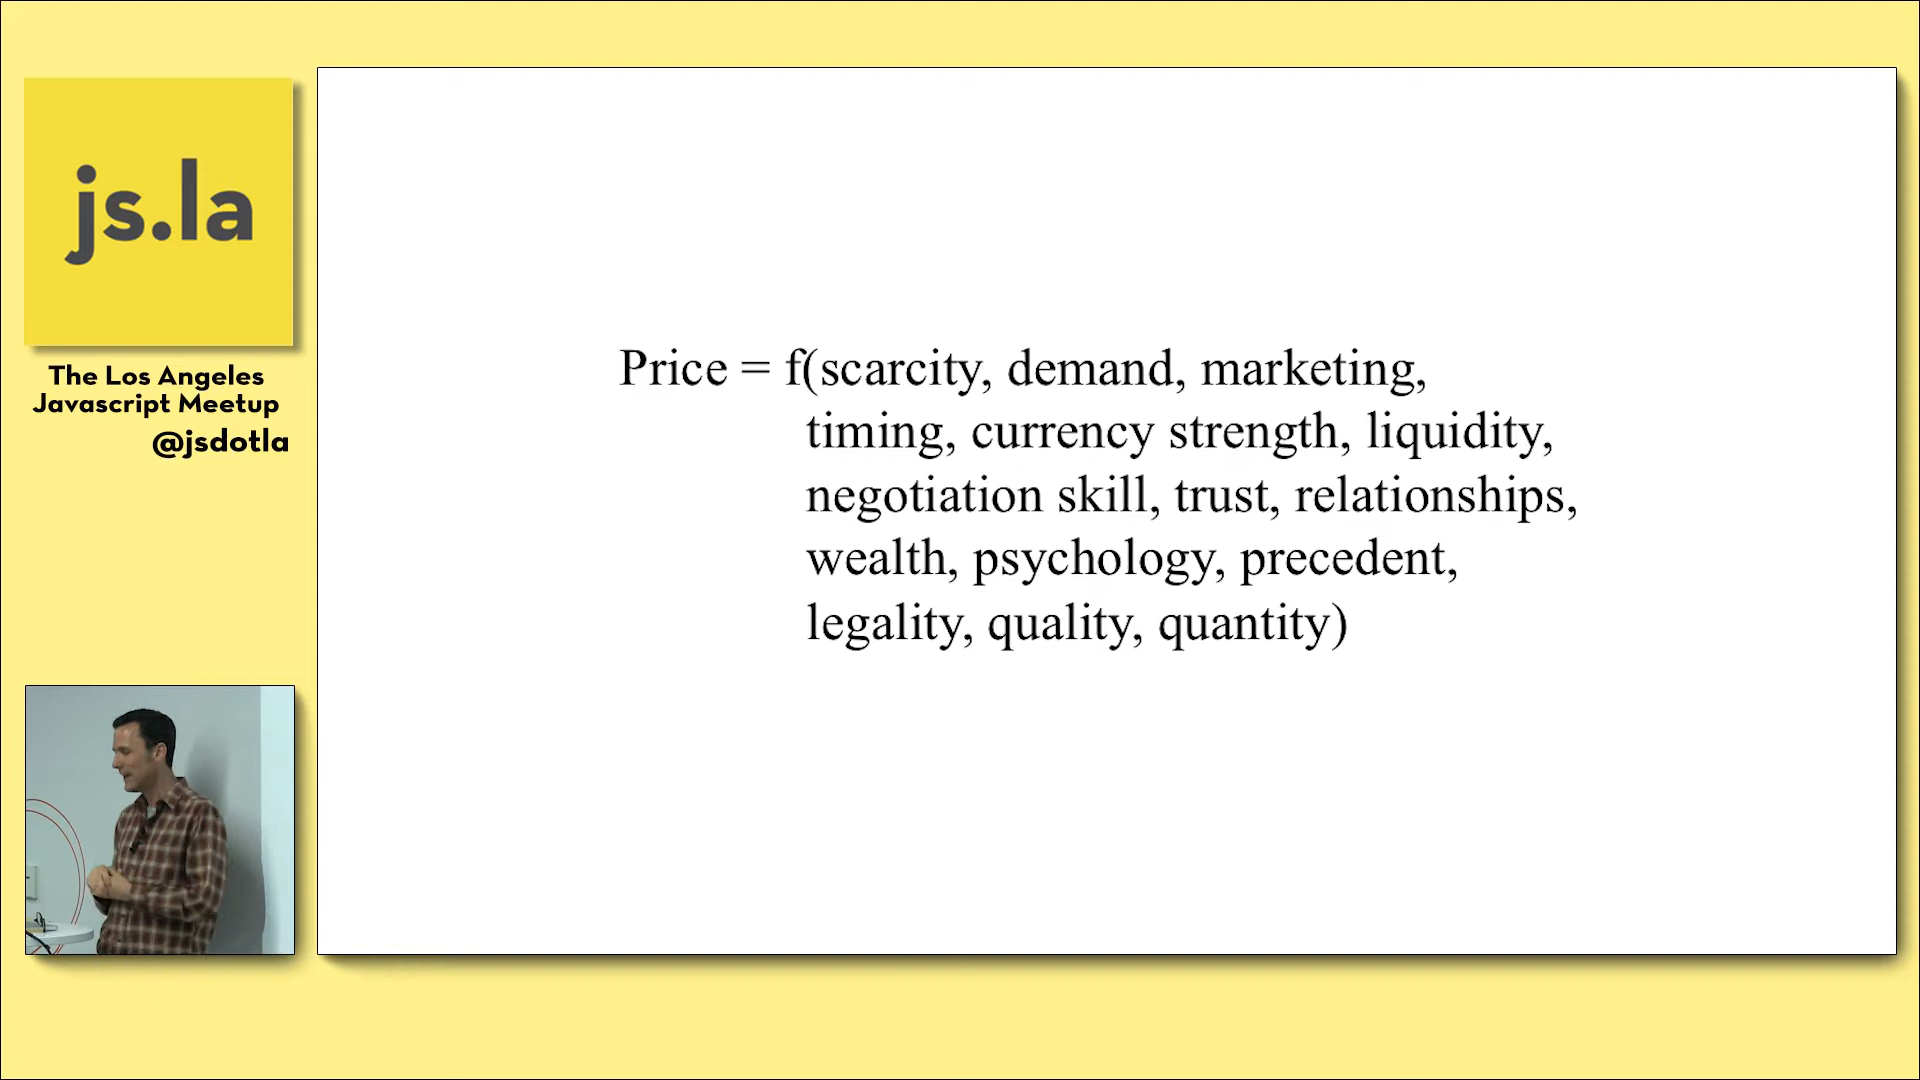 js.la
The Los Angeles
Javascript Meetup
@jsdotla
Price = f(scarcity, demand, marketing,
timing, currency strength, liquidity,
negotiation skill, trust, relationships,
wealth, psychology, precedent,
legality, quality, quantity)